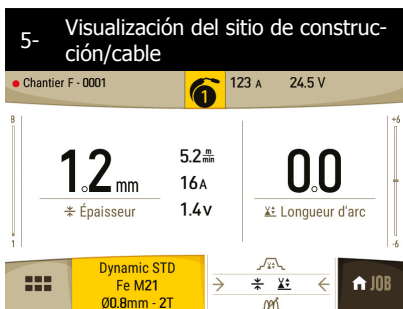 5- Visualización del sitio de construc-
ción/cable
Chantier F - 0001 1 123 A 24.5 V
8 +6
5.2 m/min
1.2 mm 16A 0.0
Épaisseur 1.4V Longueur d'arc
1 -6
Dynamic STD
Fe M21
Ø0.8mm - 2T
JOB